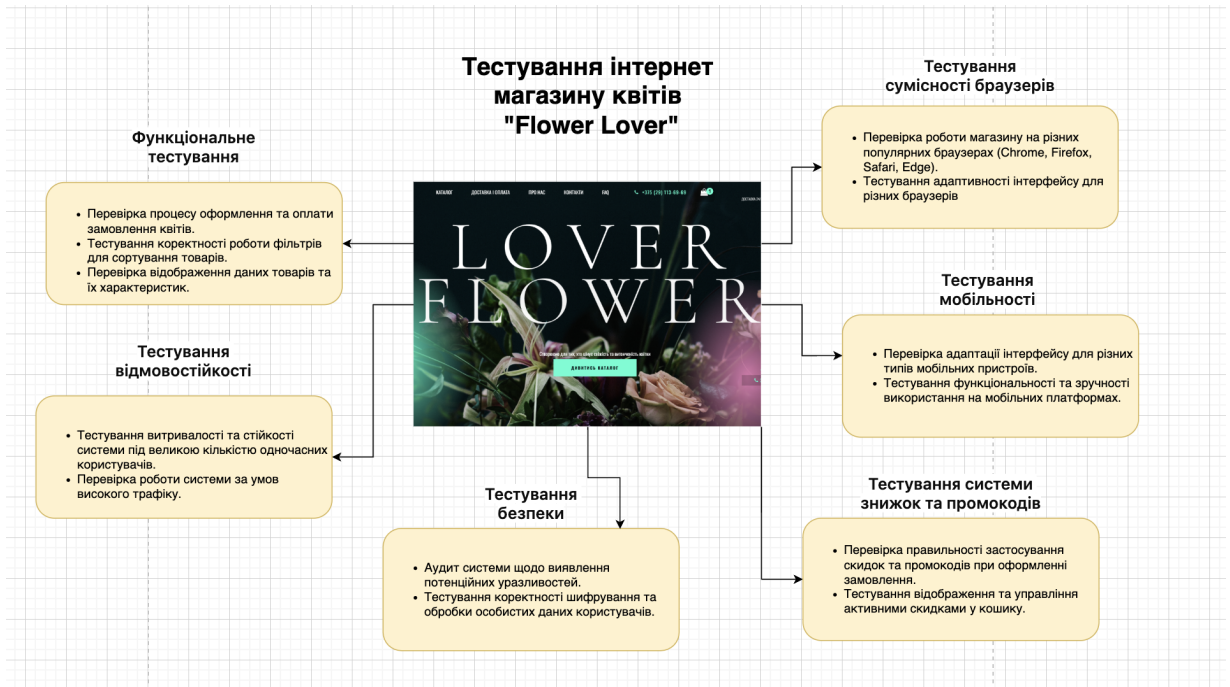 Тестування інтернет
магазину квітів
"Flower Lover"
Функціональне
тестування
Перевірка процесу оформлення та оплати
замовлення квітів.
Тестування коректності роботи фільтрів
для сортування товарів.
Перевірка відображення даних товарів та
їх характеристик.
Тестування
відмовостійкості
Тестування витривалості та стійкості
системи під великою кількістю одночасних
користувачів.
Перевірка роботи системи за умов
високого трафіку.
КАТАЛОГ ДОСТАВКА І ОПЛАТА ПРО НАС КОНТАКТИ FAQ +375 (29) 113-69-69
LOVER
FLOWER
ДИВИТИСЬ КАТАЛОГ
Тестування
безпеки
Аудит системи щодо виявлення
потенційних уразливостей.
Тестування коректності шифрування та
обробки особистих даних користувачів.
Тестування
сумісності браузерів
Перевірка роботи магазину на різних
популярних браузерах (Chrome, Firefox,
Safari, Edge).
Тестування адаптивності інтерфейсу для
різних браузерів
Тестування
мобільності
Перевірка адаптації інтерфейсу для різних
типів мобільних пристроїв.
Тестування функціональності та зручності
використання на мобільних платформах.
Тестування системи
знижок та промокодів
Перевірка правильності застосування
скидок та промокодів при оформленні
замовлення.
Тестування відображення та управління
активними скидками у кошику.